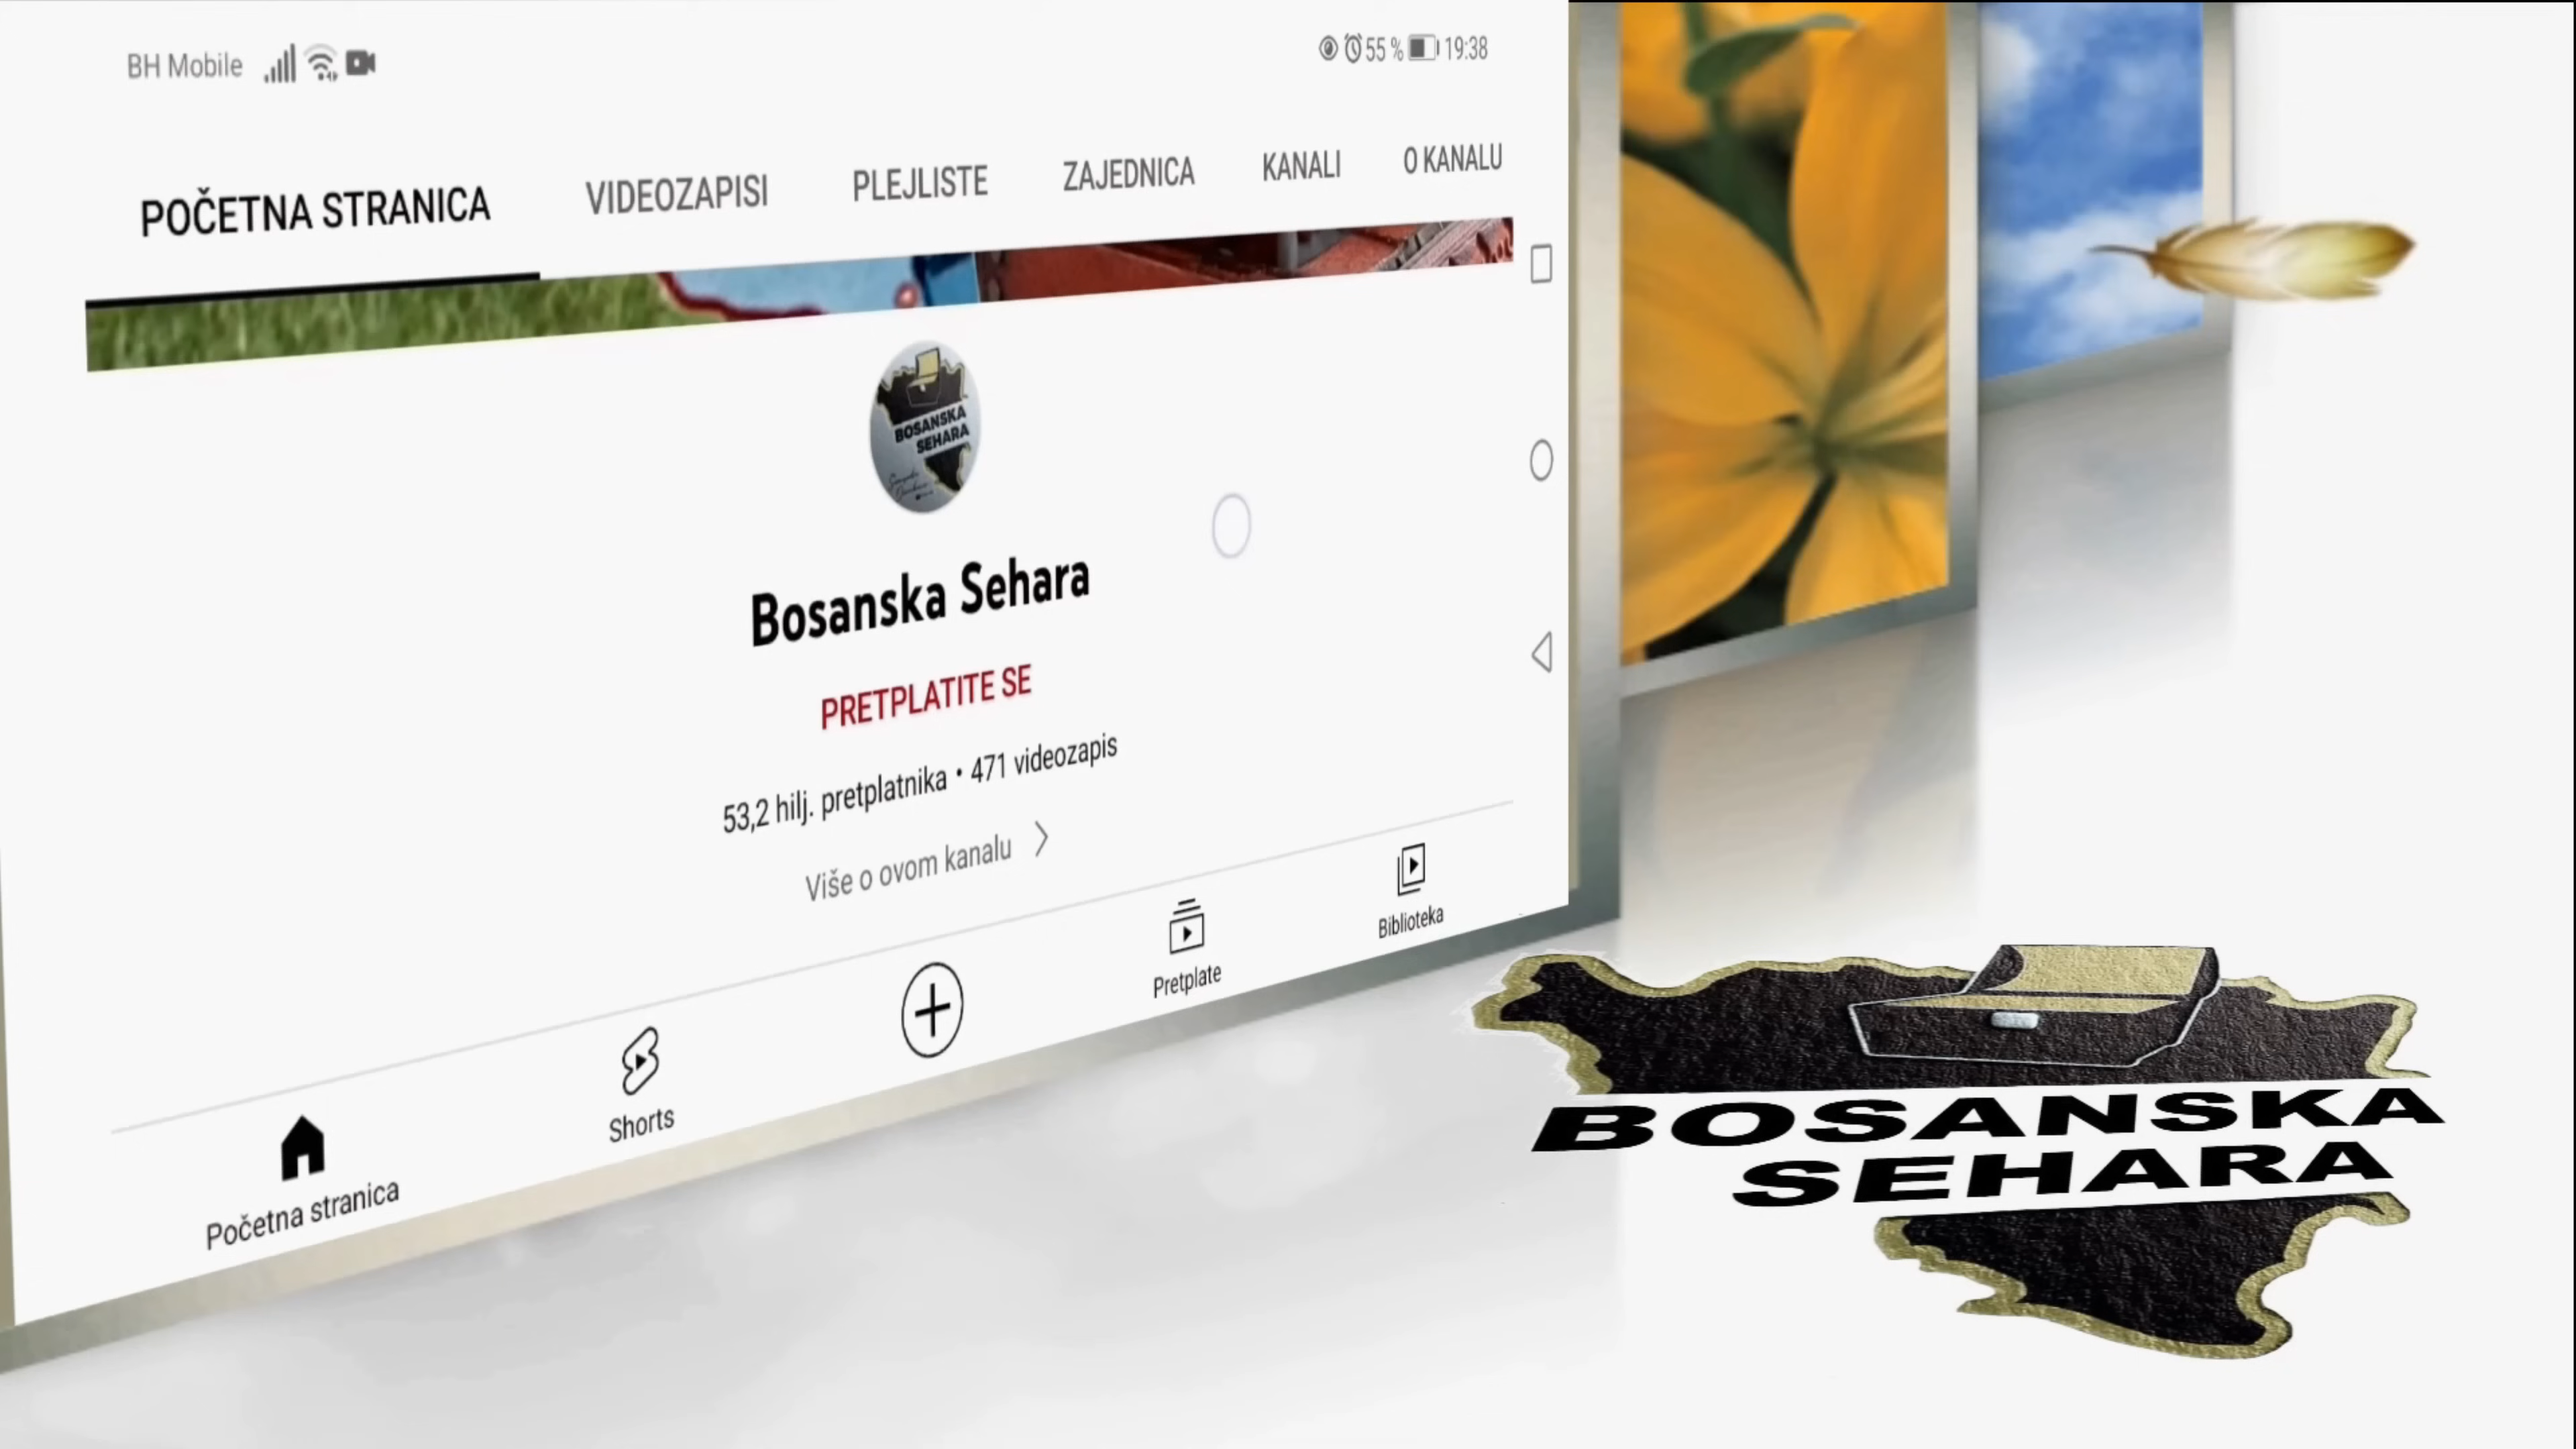 BH Mobile
55 % 19:38
POČETNA STRANICA VIDEOZAPISI PLEJLISTE ZAJEDNICA KANALI O KANALU
BOSANSKA
SEHARA
Bosanska Sehara
PRETPLATITE SE
53,2 hilj. pretplatnika • 471 videozapis
Više o ovom kanalu
Početna stranica
Shorts
Pretplate
Biblioteka
BOSANSKA
SEHARA